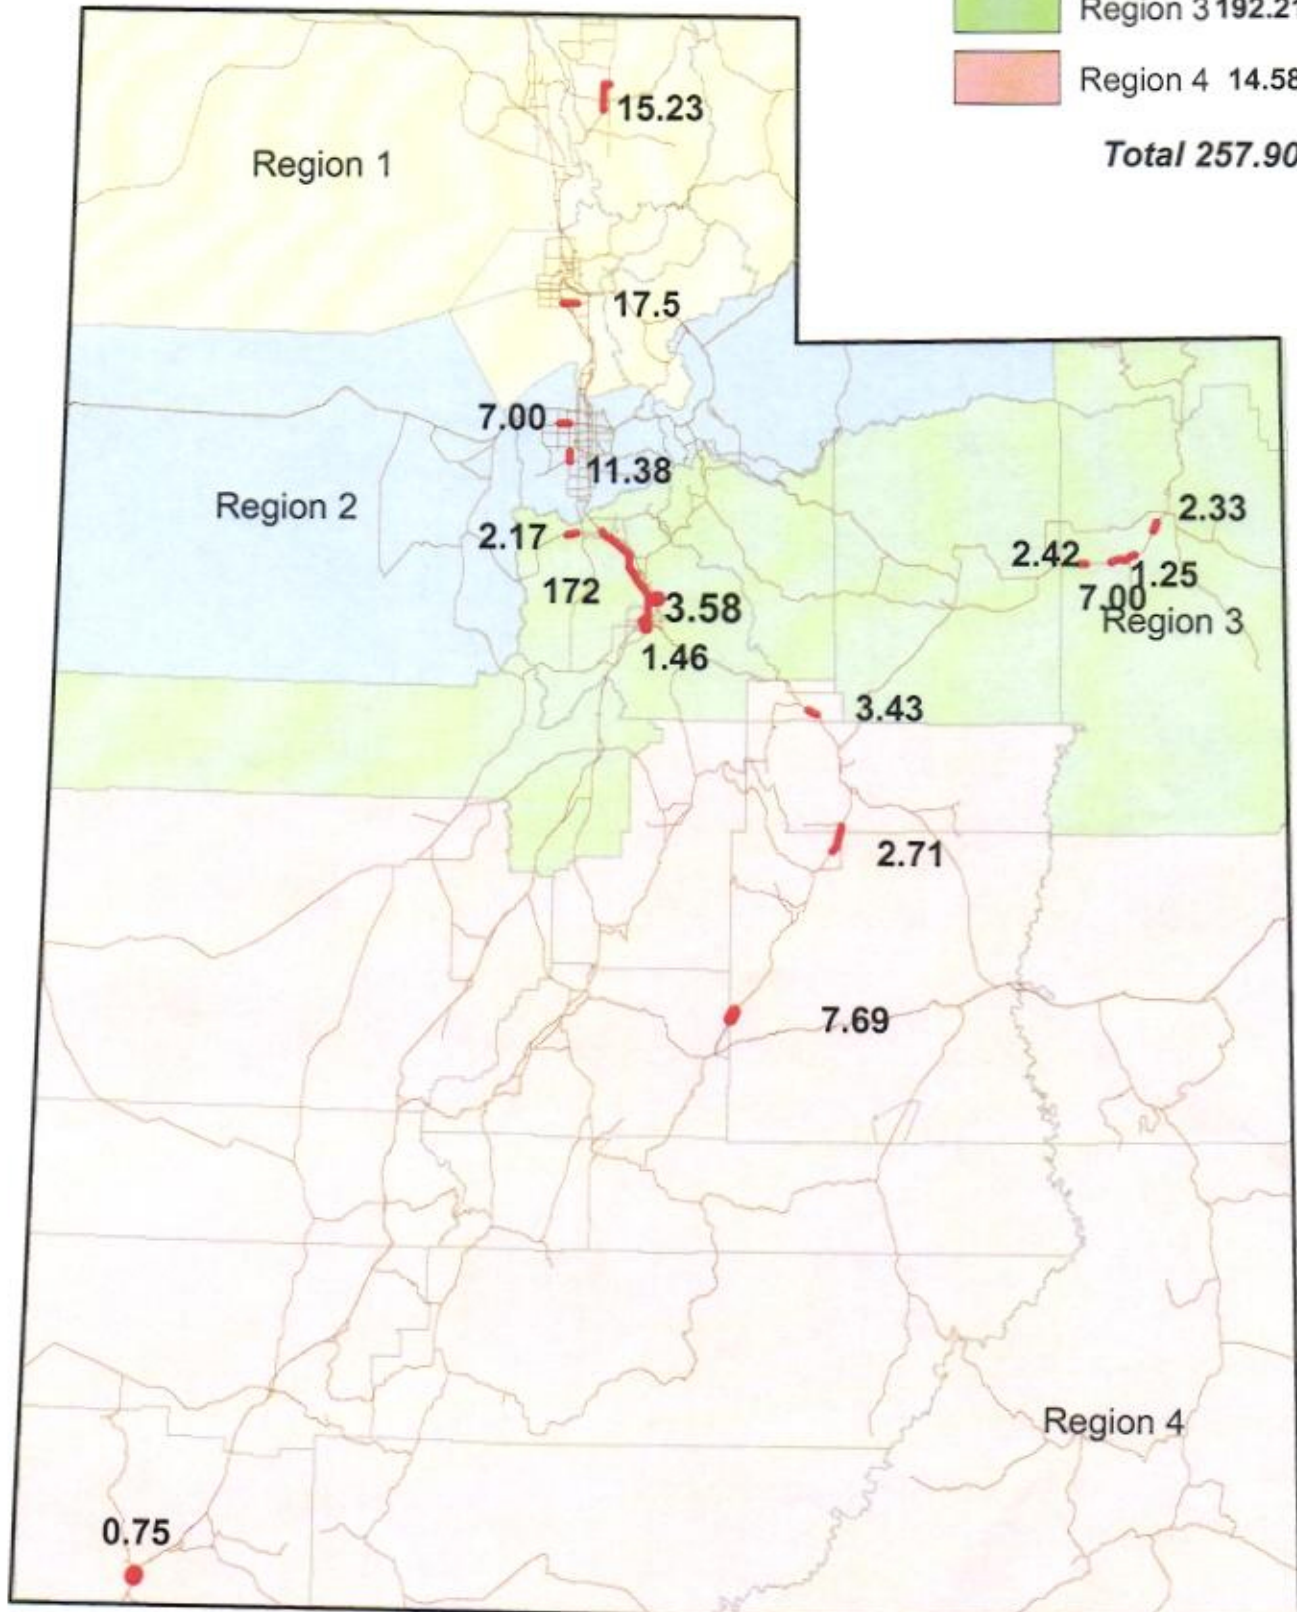 Region 3 192.21
Region 4 14.58
Total 257.90
15.23
Region 1
17.5
7.00
11.38
Region 2
2.17
2.33
2.42
1.25
172
7.00
3.58
Region 3
1.46
3.43
2.71
7.69
Region 4
0.75